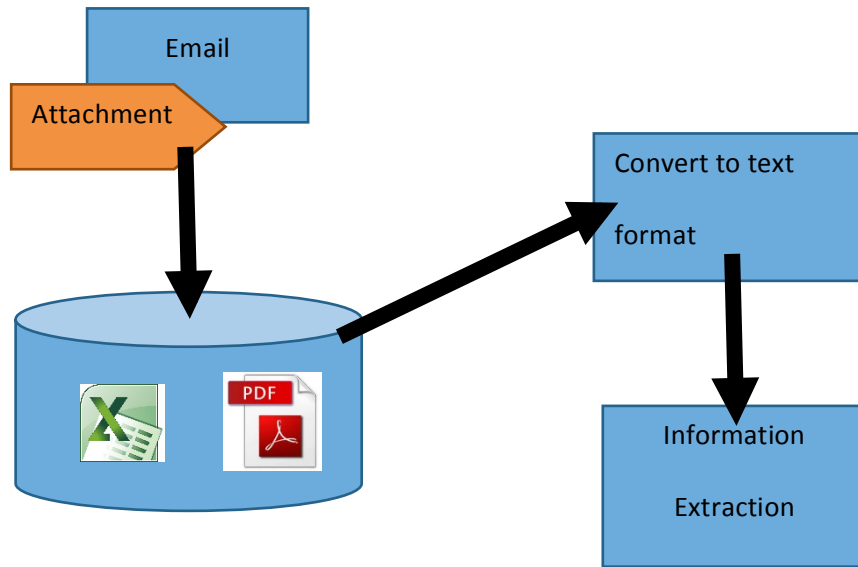 Email
Attachment
Convert to text
format
PDF
Information
Extraction